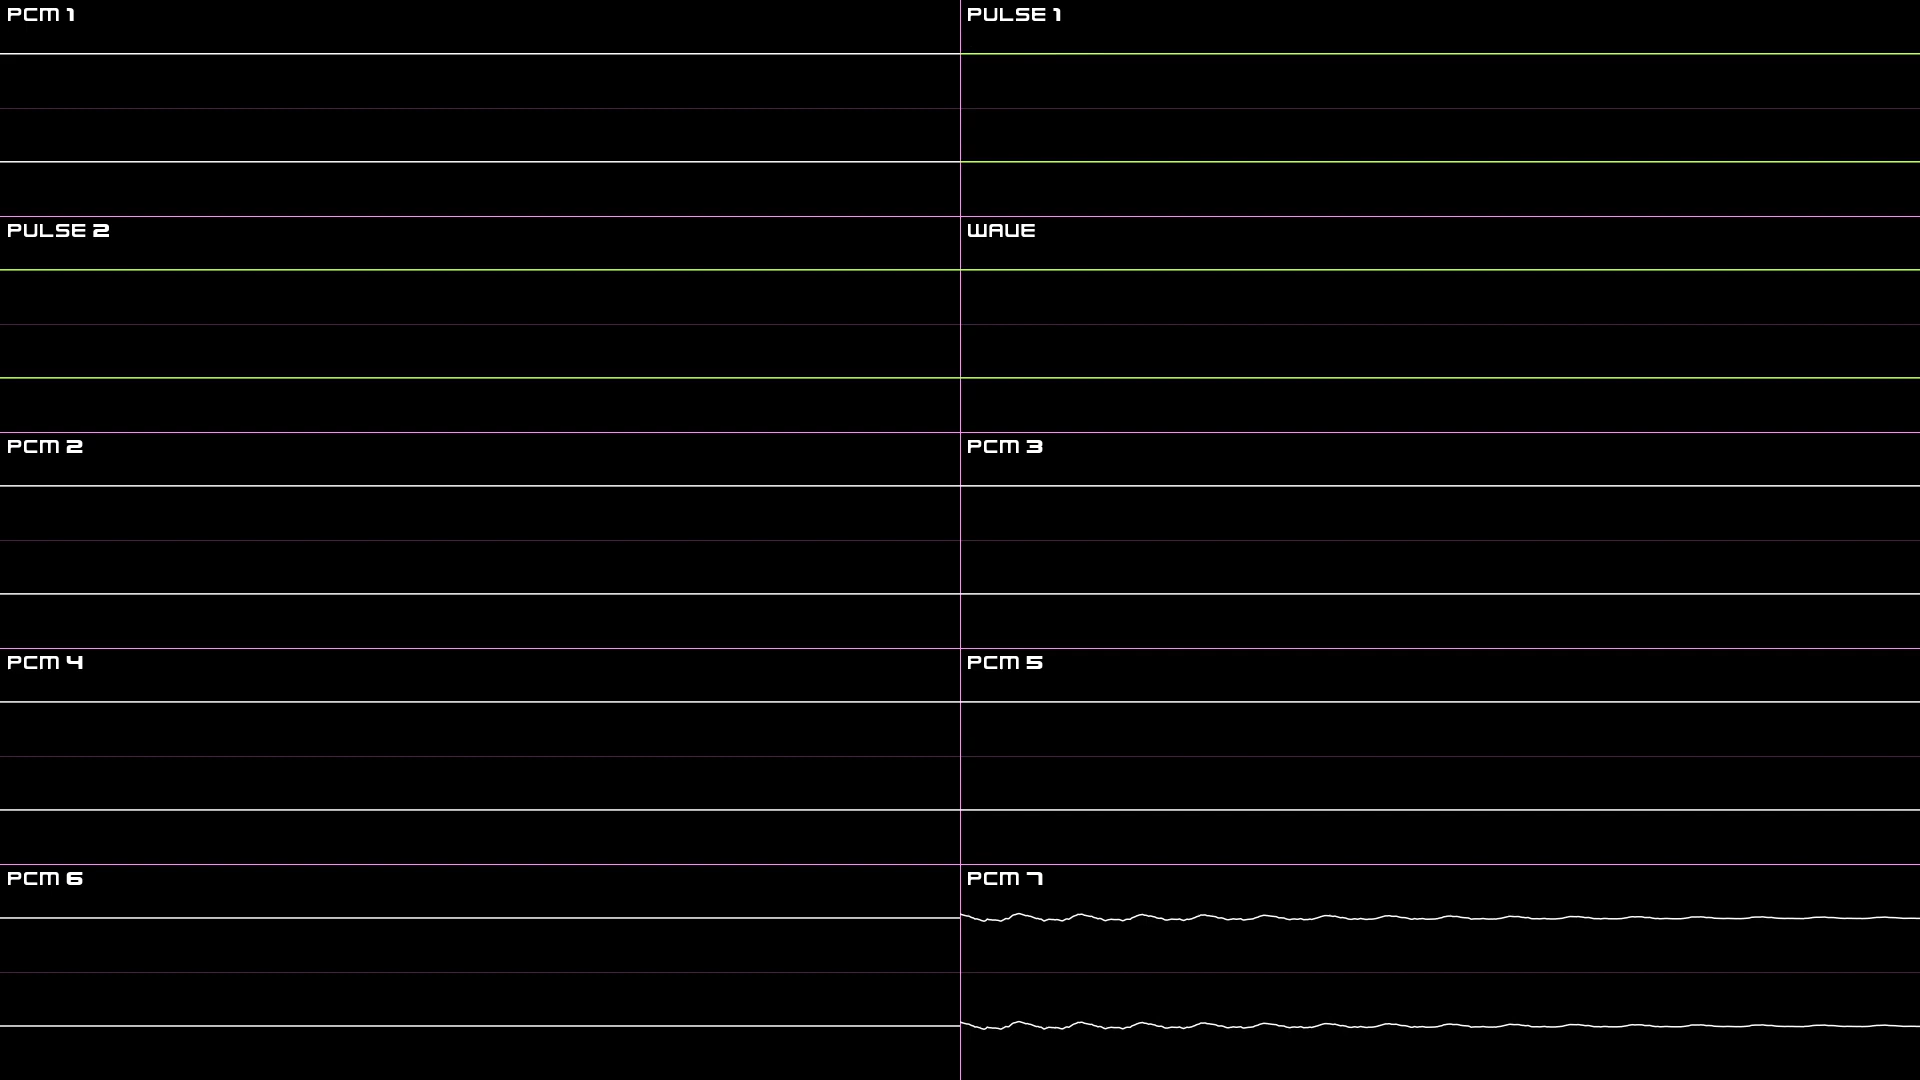 PCM 1
PULSE 1
PULSE 2
WAVE
PCM 2
PCM 3
PCM 4
PCM 5
PCM 6
PCM 7